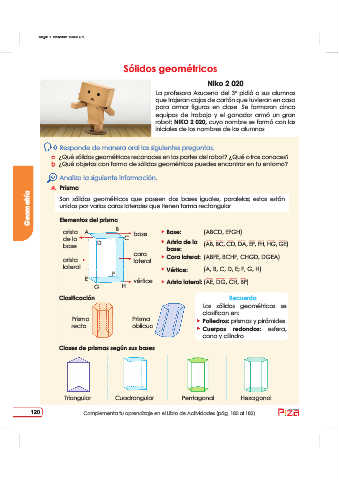 Sólidos geométricos
Niko 2 020
La profesora Azucena del 3° pidió a sus alumnos
que trajeran cajas de cartón que tuvieran en casa
para armar figuras en clase. Se formaron cinco
equipos de trabajo y el ganador armó un gran
robot: NIKO 2 020, cuyo nombre se formó con las
iniciales de los nombres de los alumnos.
Responde de manera oral las siguientes preguntas.
a ¿Qué sólidos geométricos reconoces en las partes del robot? ¿Qué otros conoces?
b ¿Qué objetos con forma de sólidos geométricos puedes encontrar en tu entorno?
Analiza la siguiente información.
A. Prisma
Son sólidos geométricos que poseen dos bases iguales, paralelas; estas están
unidas por varias caras laterales que tienen forma rectangular.
Geometría
Elementos del prisma
arista de la base
arista lateral
A
B
C
D
E
F
G
H
base
cara lateral
vértice
Base: (ABCD, EFGH)
Arista de la base: (AB, BC, CD, DA, EF, FH, HG, GE)
Cara lateral: (ABFE, BCHF, CHGD, DGEA)
Vértice: (A, B, C, D, E, F, G, H)
Arista lateral: (AE, DG, CH, BF)
Clasificación
Prisma recto
Prisma oblicuo
Recuerda
Los sólidos geométricos se
clasifican en:
Poliedros: prismas y pirámides
Cuerpos redondos: esfera,
cono y cilindro
Clases de prismas según sus bases
Triangular
Cuadrangular
Pentagonal
Hexagonal
120
Complementa tu aprendizaje en el Libro de Actividades (pág. 180 al 182)